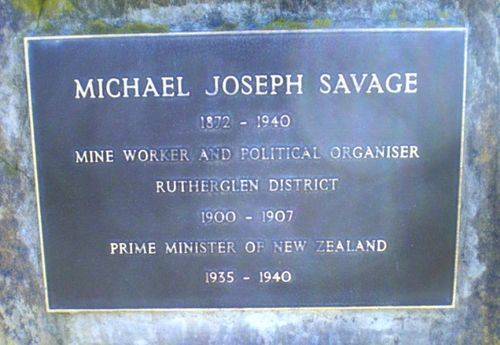 MICHAEL JOSEPH SAVAGE
1872 - 1940
MINE WORKER AND POLITICAL ORGANISER
RUTHERGLEN DISTRICT
1900 - 1907
PRIME MINISTER OF NEW ZEALAND
1935 - 1940